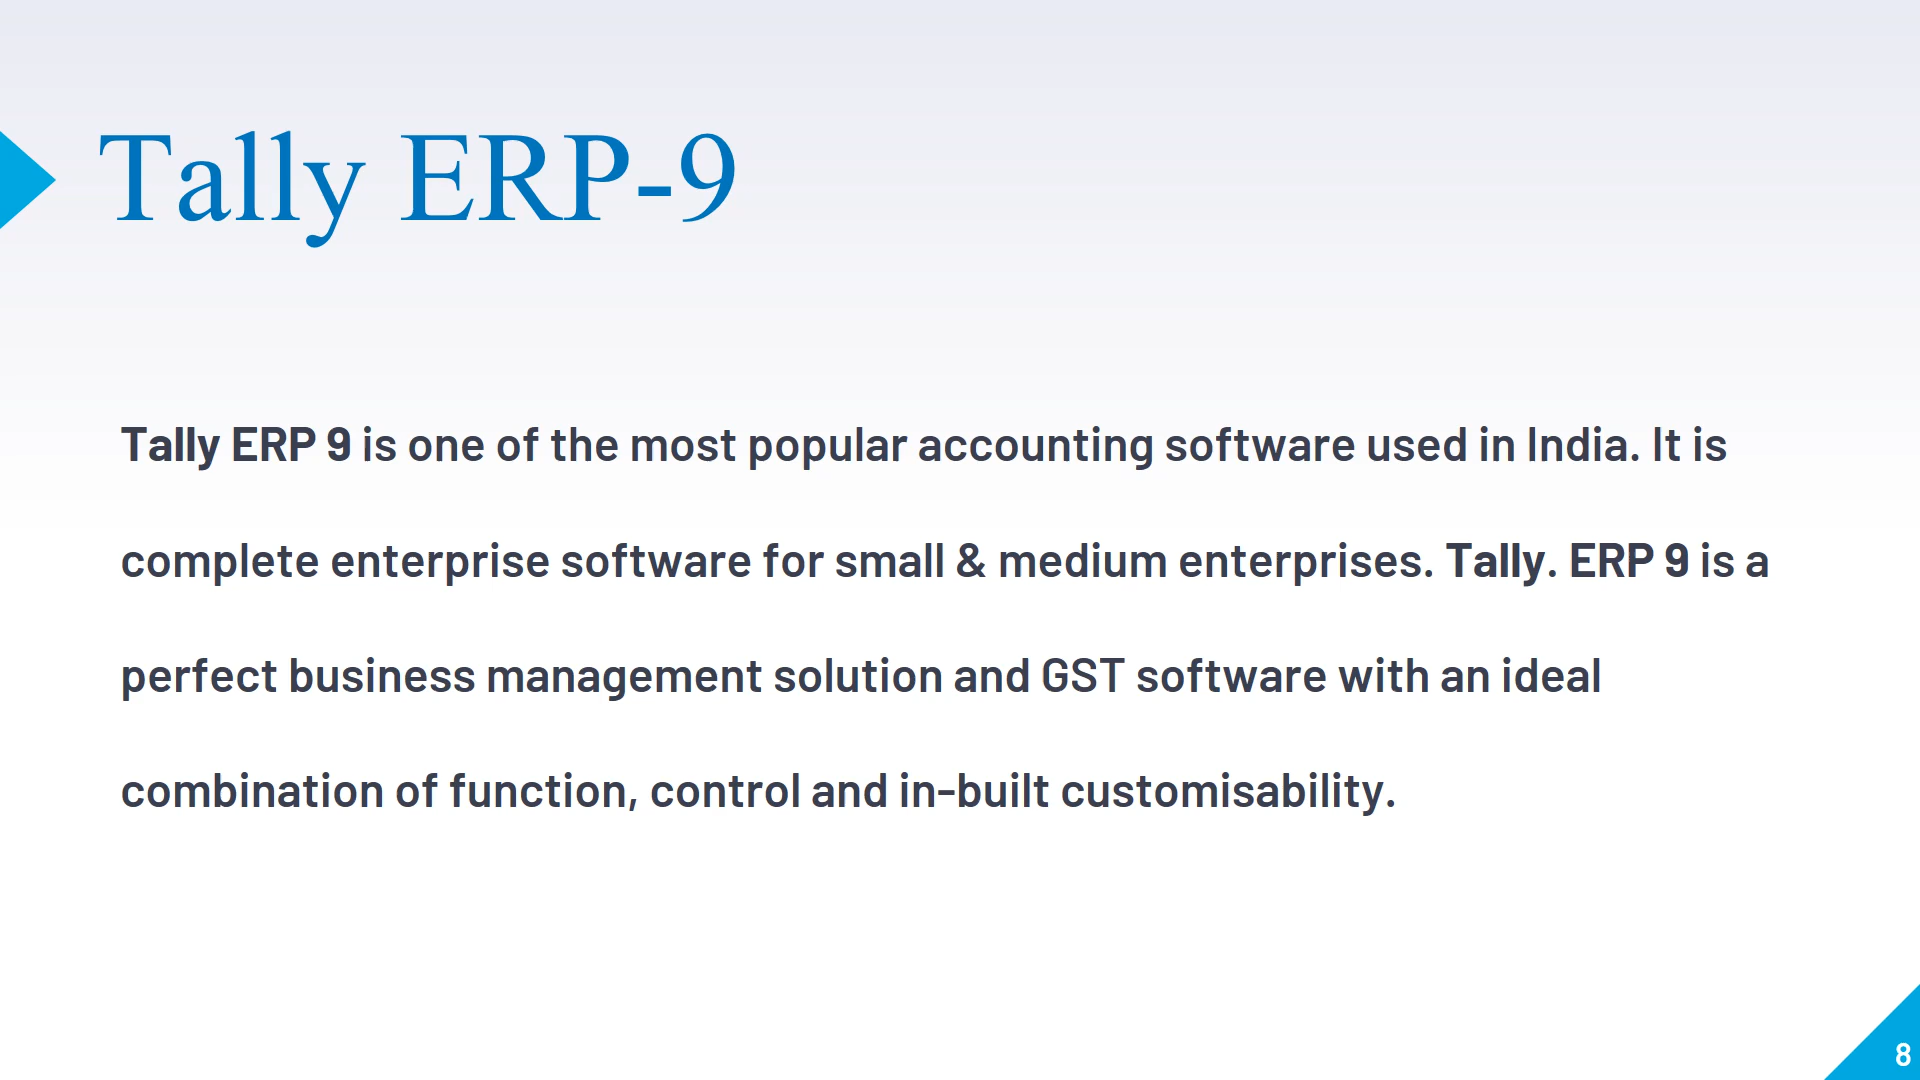 Tally ERP-9
Tally ERP 9 is one of the most popular accounting software used in India. It is
complete enterprise software for small & medium enterprises. Tally. ERP 9 is a
perfect business management solution and GST software with an ideal
combination of function, control and in-built customisability.
8